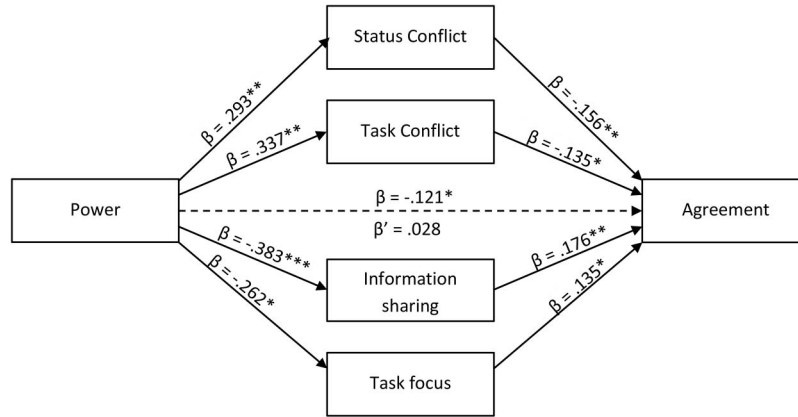 Status Conflict
β = .293**
β = -.156**
Task Conflict
β = .337**
β = -.135*
Power
β = -.121*
Agreement
β’ = .028
β = -.383***
β = .176**
Information
sharing
β = -.262*
β = .135*
Task focus